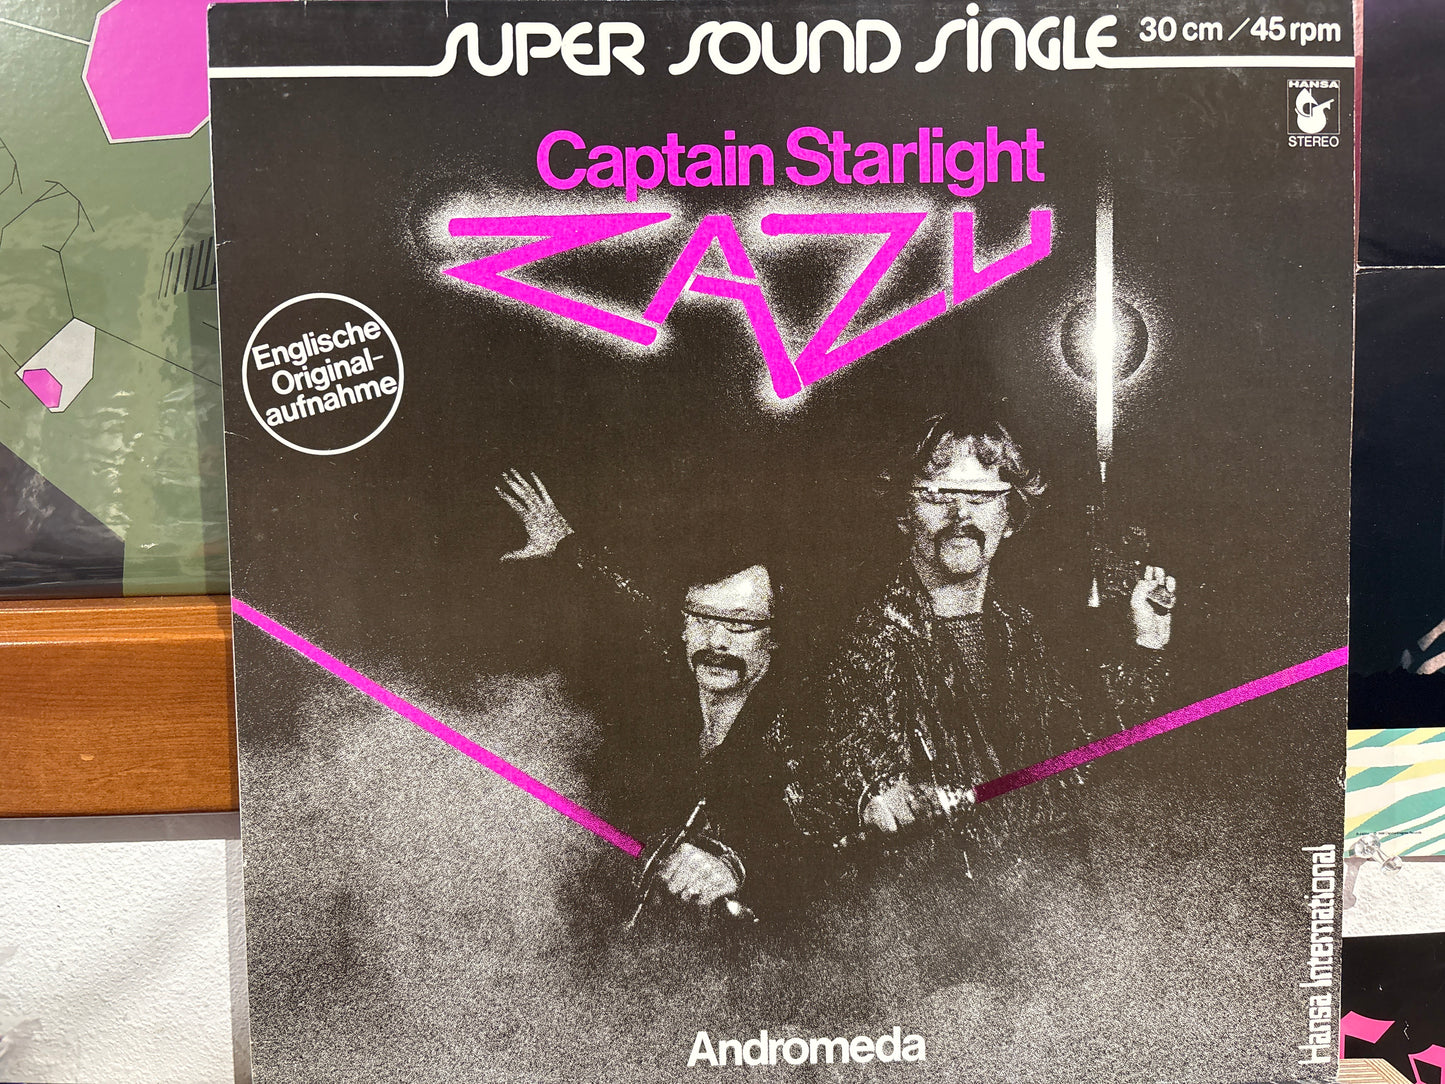 SUPER SOUND SINGLE 30 cm/45 rpm
HANSA
STEREO
Captain Starlight
ZAZU
Englische
Original-
aufnahme
Andromeda
Hansa International